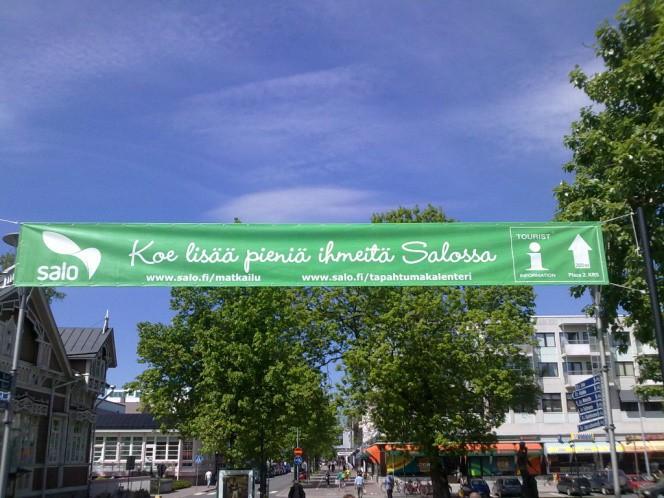 Koe lisää pieniä ihmeitä Salossa
salo
www.salo.fi/matkailu www.salo.fi/tapahtumakalenteri
TOURIST
i
INFORMATION
Plaza 2. KRS